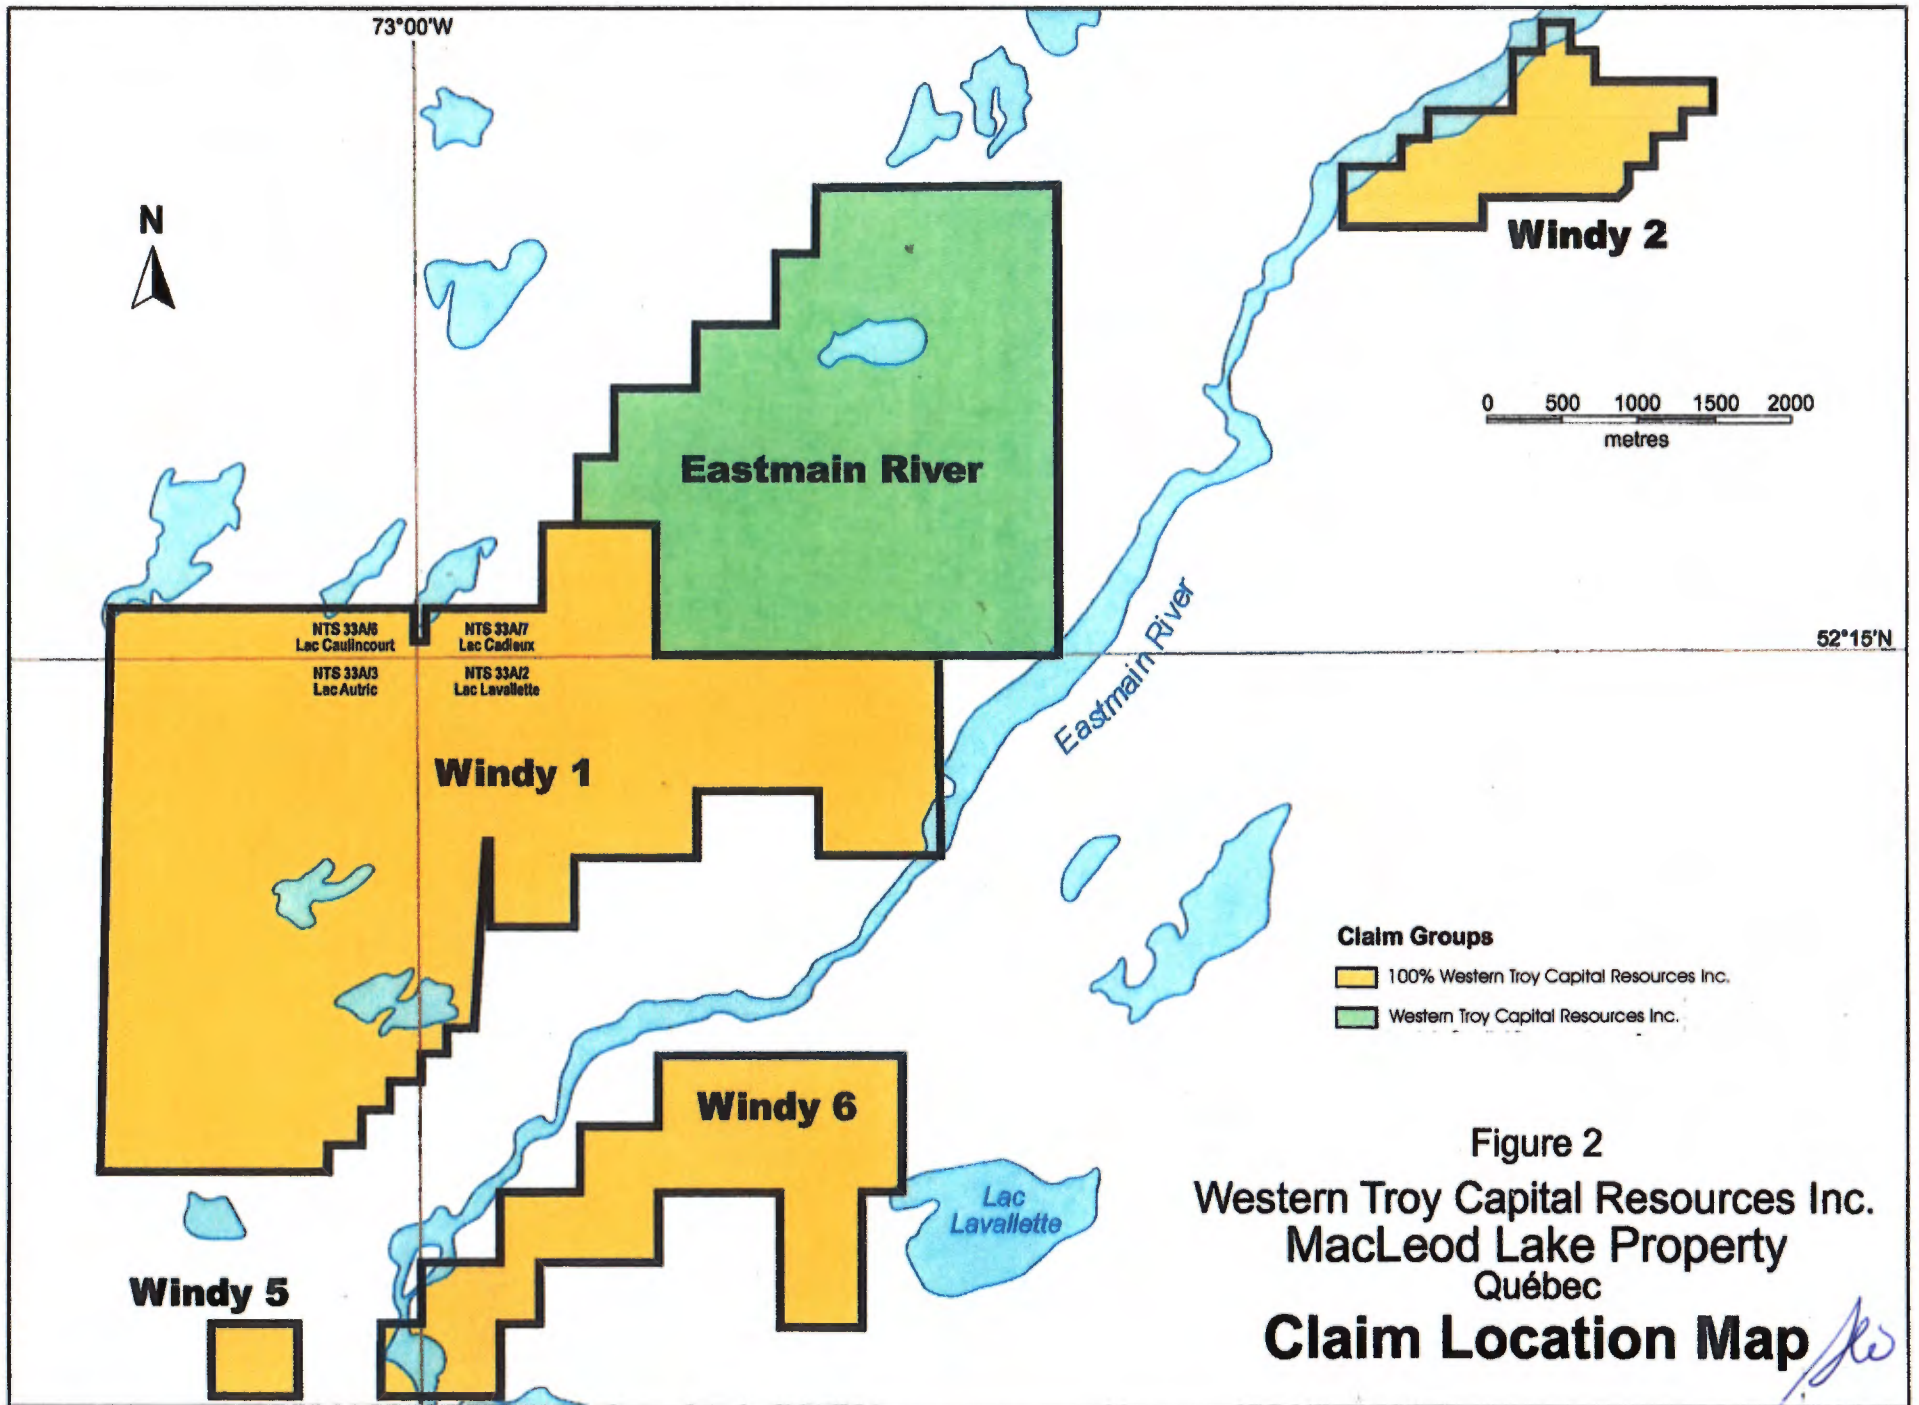 73°00'W
N
Windy 2
0 500 1000 1500 2000
metres
Eastmain River
52°15'N
NTS 33A/6
Lac Caulincourt
NTS 33A/7
Lac Cadieux
NTS 33A/3
Lac Autric
NTS 33A/2
Lac Lavallette
Eastmain River
Windy 1
Claim Groups
100% Western Troy Capital Resources Inc.
Western Troy Capital Resources Inc.
Windy 6
Lac
Lavallette
Windy 5
Figure 2
Western Troy Capital Resources Inc.
MacLeod Lake Property
Québec
Claim Location Map